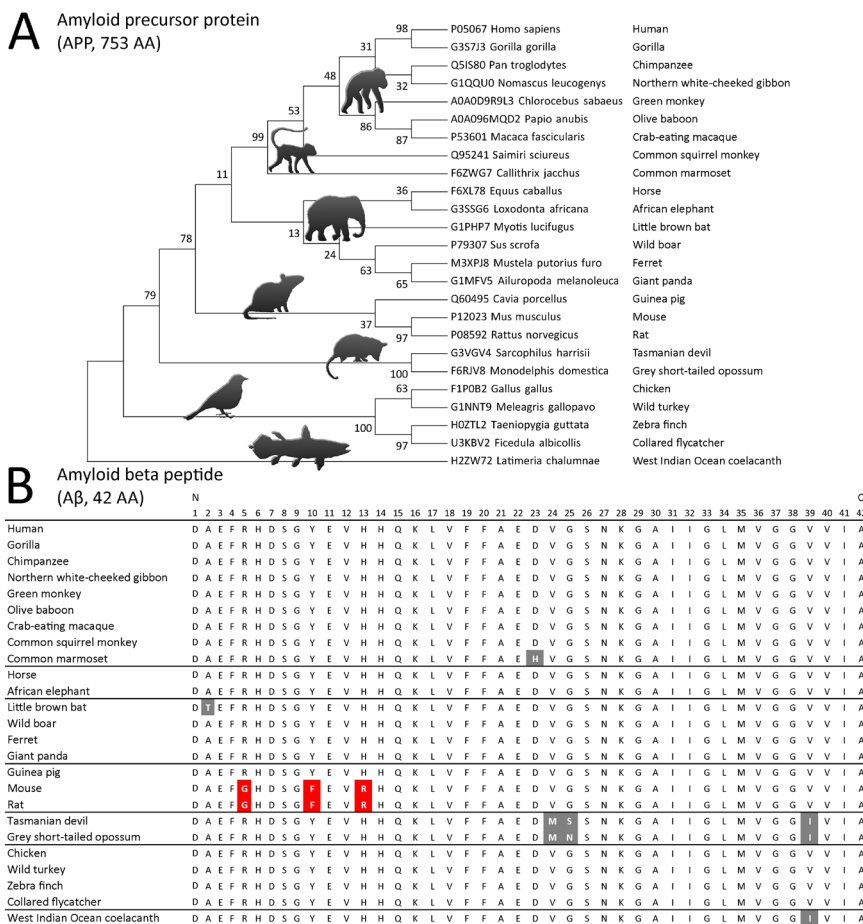 A Amyloid precursor protein
(APP, 753 AA)
98 P05067 Homo sapiens Human
31 G3S7J3 Gorilla gorilla Gorilla
Q5IS80 Pan troglodytes Chimpanzee
48 32 G1QQU0 Nomascus leucogenys Northern white-cheeked gibbon
A0A0D9R9L3 Chlorocebus sabaeus Green monkey
53 86 A0A096MQD2 Papio anubis Olive baboon
99 87 P53601 Macaca fascicularis Crab-eating macaque
Q95241 Saimiri sciureus Common squirrel monkey
11 F6ZWG7 Callithrix jacchus Common marmoset
36 F6XL78 Equus caballus Horse
G3SSG6 Loxodonta africana African elephant
13 G1PHP7 Myotis lucifugus Little brown bat
78 24 P79307 Sus scrofa Wild boar
63 M3XPJ8 Mustela putorius furo Ferret
65 G1MFV5 Ailuropoda melanoleuca Giant panda
79 Q60495 Cavia porcellus Guinea pig
37 P12023 Mus musculus Mouse
97 P08592 Rattus norvegicus Rat
G3VGV4 Sarcophilus harrisii Tasmanian devil
100 F6RJV8 Monodelphis domestica Grey short-tailed opossum
63 F1P0B2 Gallus gallus Chicken
G1NNT9 Meleagris gallopavo Wild turkey
100 H0ZTL2 Taeniopygia guttata Zebra finch
97 U3KBV2 Ficedula albicollis Collared flycatcher
H2ZW72 Latimeria chalumnae West Indian Ocean coelacanth
B Amyloid beta peptide
(Aβ, 42 AA)
N C
1 2 3 4 5 6 7 8 9 10 11 12 13 14 15 16 17 18 19 20 21 22 23 24 25 26 27 28 29 30 31 32 33 34 35 36 37 38 39 40 41 42
Human D A E F R H D S G Y E V H H Q K L V F F A E D V G S N K G A I I G L M V G G V V I A
Gorilla D A E F R H D S G Y E V H H Q K L V F F A E D V G S N K G A I I G L M V G G V V I A
Chimpanzee D A E F R H D S G Y E V H H Q K L V F F A E D V G S N K G A I I G L M V G G V V I A
Northern white-cheeked gibbon D A E F R H D S G Y E V H H Q K L V F F A E D V G S N K G A I I G L M V G G V V I A
Green monkey D A E F R H D S G Y E V H H Q K L V F F A E D V G S N K G A I I G L M V G G V V I A
Olive baboon D A E F R H D S G Y E V H H Q K L V F F A E D V G S N K G A I I G L M V G G V V I A
Crab-eating macaque D A E F R H D S G Y E V H H Q K L V F F A E D V G S N K G A I I G L M V G G V V I A
Common squirrel monkey D A E F R H D S G Y E V H H Q K L V F F A E D V G S N K G A I I G L M V G G V V I A
Common marmoset D A E F R H D S G Y E V H H Q K L V F F A E H V G S N K G A I I G L M V G G V V I A
Horse D A E F R H D S G Y E V H H Q K L V F F A E D V G S N K G A I I G L M V G G V V I A
African elephant D A E F R H D S G Y E V H H Q K L V F F A E D V G S N K G A I I G L M V G G V V I A
Little brown bat D T E F R H D S G Y E V H H Q K L V F F A E D V G S N K G A I I G L M V G G V V I A
Wild boar D A E F R H D S G Y E V H H Q K L V F F A E D V G S N K G A I I G L M V G G V V I A
Ferret D A E F R H D S G Y E V H H Q K L V F F A E D V G S N K G A I I G L M V G G V V I A
Giant panda D A E F R H D S G Y E V H H Q K L V F F A E D V G S N K G A I I G L M V G G V V I A
Guinea pig D A E F R H D S G Y E V H H Q K L V F F A E D V G S N K G A I I G L M V G G V V I A
Mouse D A E F G H D S G F E V R H Q K L V F F A E D V G S N K G A I I G L M V G G V V I A
Rat D A E F G H D S G F E V R H Q K L V F F A E D V G S N K G A I I G L M V G G V V I A
Tasmanian devil D A E F R H D S G Y E V H H Q K L V F F A E D M S S N K G A I I G L M V G G I V I A
Grey short-tailed opossum D A E F R H D S G Y E V H H Q K L V F F A E D M N S N K G A I I G L M V G G I V I A
Chicken D A E F R H D S G Y E V H H Q K L V F F A E D V G S N K G A I I G L M V G G V V I A
Wild turkey D A E F R H D S G Y E V H H Q K L V F F A E D V G S N K G A I I G L M V G G V V I A
Zebra finch D A E F R H D S G Y E V H H Q K L V F F A E D V G S N K G A I I G L M V G G V V I A
Collared flycatcher D A E F R H D S G Y E V H H Q K L V F F A E D V G S N K G A I I G L M V G G V V I A
West Indian Ocean coelacanth D A E F R H D S G Y E V H H Q K L V F F A E D V G S N K G A I I G L M V G G I V I A